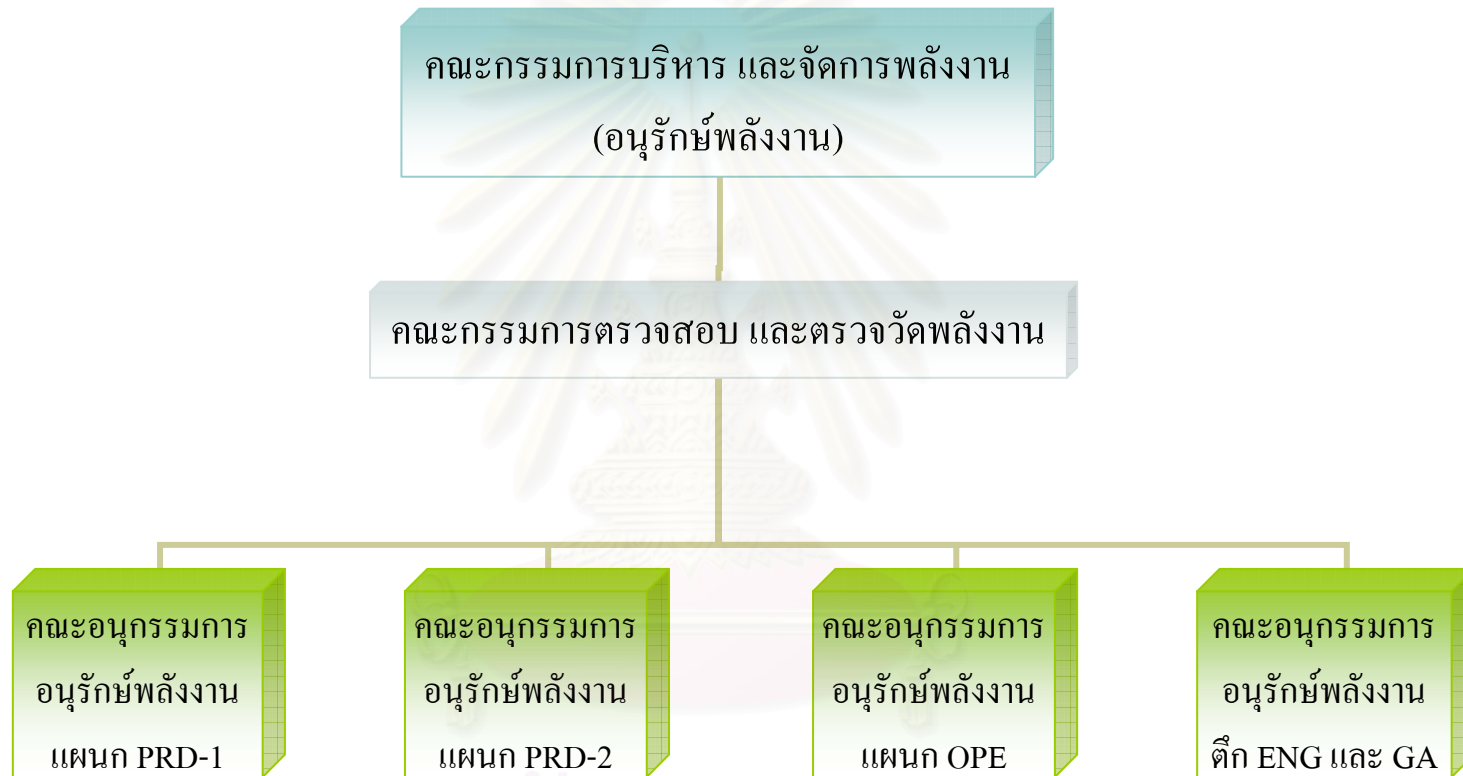 คณะกรรมการบริหาร และจัดการพลังงาน
(อนุรักษ์พลังงาน)
คณะกรรมการตรวจสอบ และตรวจวัดพลังงาน
คณะอนุกรรมการ
อนุรักษ์พลังงาน
แผนก PRD-1
คณะอนุกรรมการ
อนุรักษ์พลังงาน
แผนก PRD-2
คณะอนุกรรมการ
อนุรักษ์พลังงาน
แผนก OPE
คณะอนุกรรมการ
อนุรักษ์พลังงาน
ตึก ENG และ GA